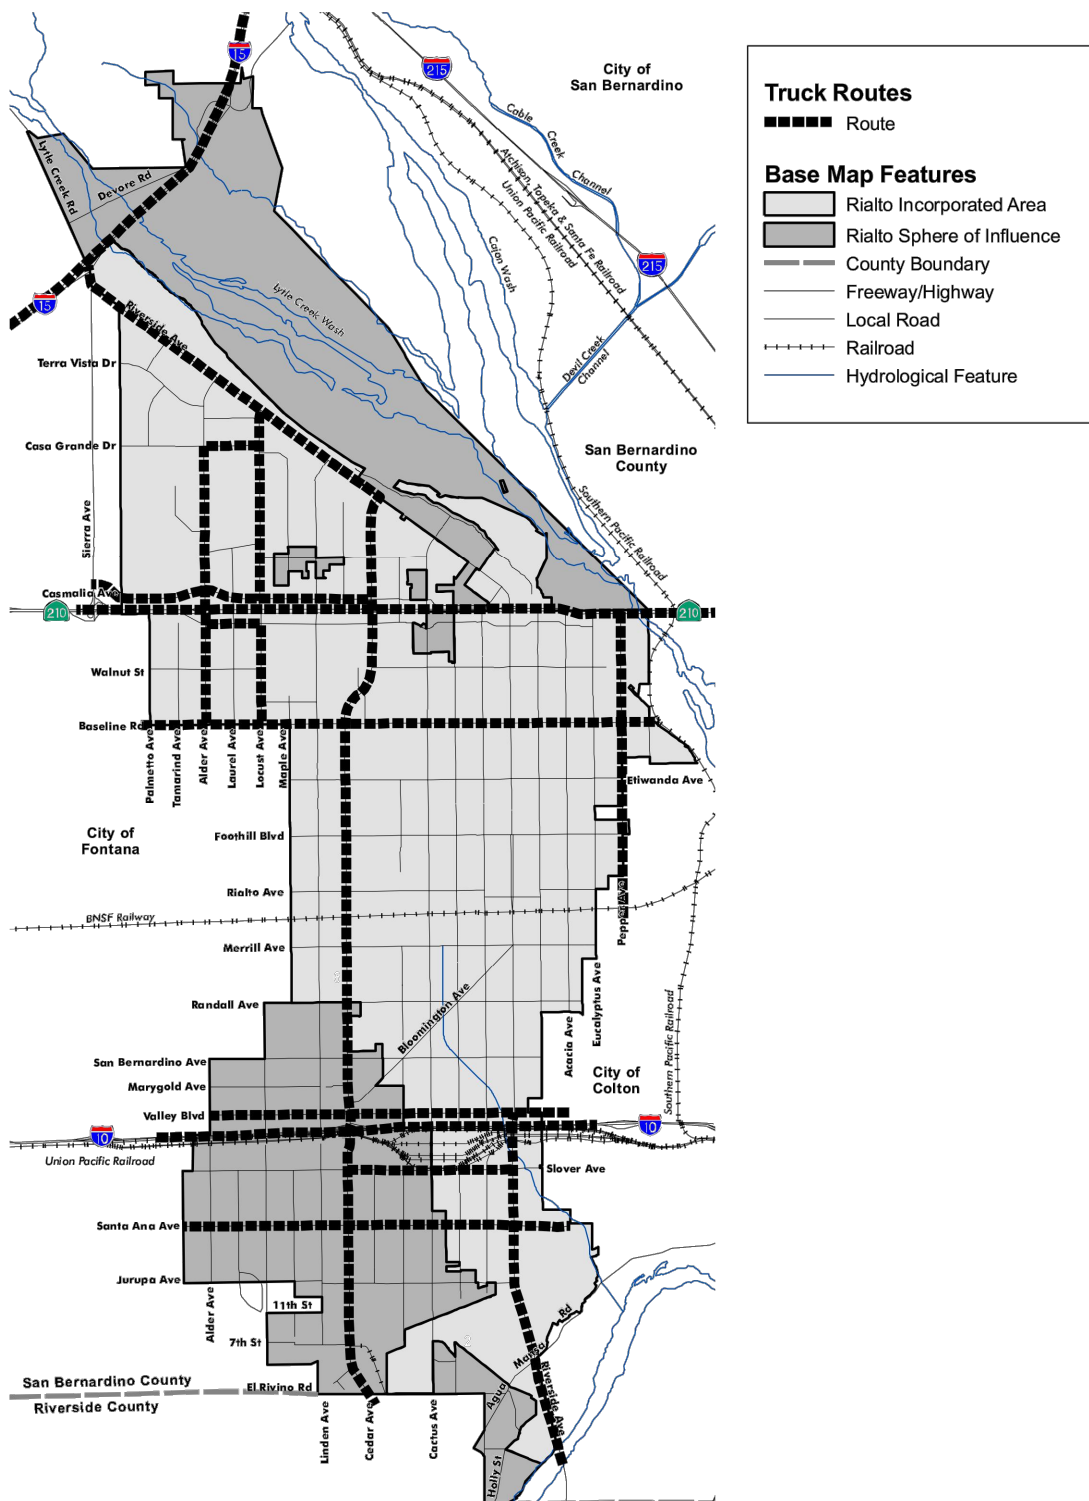 15
215
City of
San Bernardino
Cable
Creek
Channel
Lytle Creek Rd
Devore Rd
Atchison, Topeka & Santa Fe Railroad
Union Pacific Railroad
Cajon Wash
215
15
Riverside Ave
Lytle Creek Wash
Devil Creek
Channel
Terra Vista Dr
Casa Grande Dr
San Bernardino
County
Sierra Ave
Southern Pacific Railroad
Casmalia Ave
210
210
Walnut St
Baseline Rd
Palmetto Ave
Tamarind Ave
Alder Ave
Laurel Ave
Locust Ave
Maple Ave
Etiwanda Ave
City of
Fontana
Foothill Blvd
Rialto Ave
Pepper Ave
BNSF Railway
Merrill Ave
Randall Ave
Bloomington Ave
Eucalyptus Ave
Acacia Ave
Southern Pacific Railroad
San Bernardino Ave
City of
Colton
Marygold Ave
Valley Blvd
10
10
Union Pacific Railroad
Slover Ave
Santa Ana Ave
Jurupa Ave
Alder Ave
11th St
7th St
Agua Mansa Rd
Riverside Ave
San Bernardino County
El Rivino Rd
Riverside County
Linden Ave
Cedar Ave
Cactus Ave
Holly St
Truck Routes
Route
Base Map Features
Rialto Incorporated Area
Rialto Sphere of Influence
County Boundary
Freeway/Highway
Local Road
Railroad
Hydrological Feature